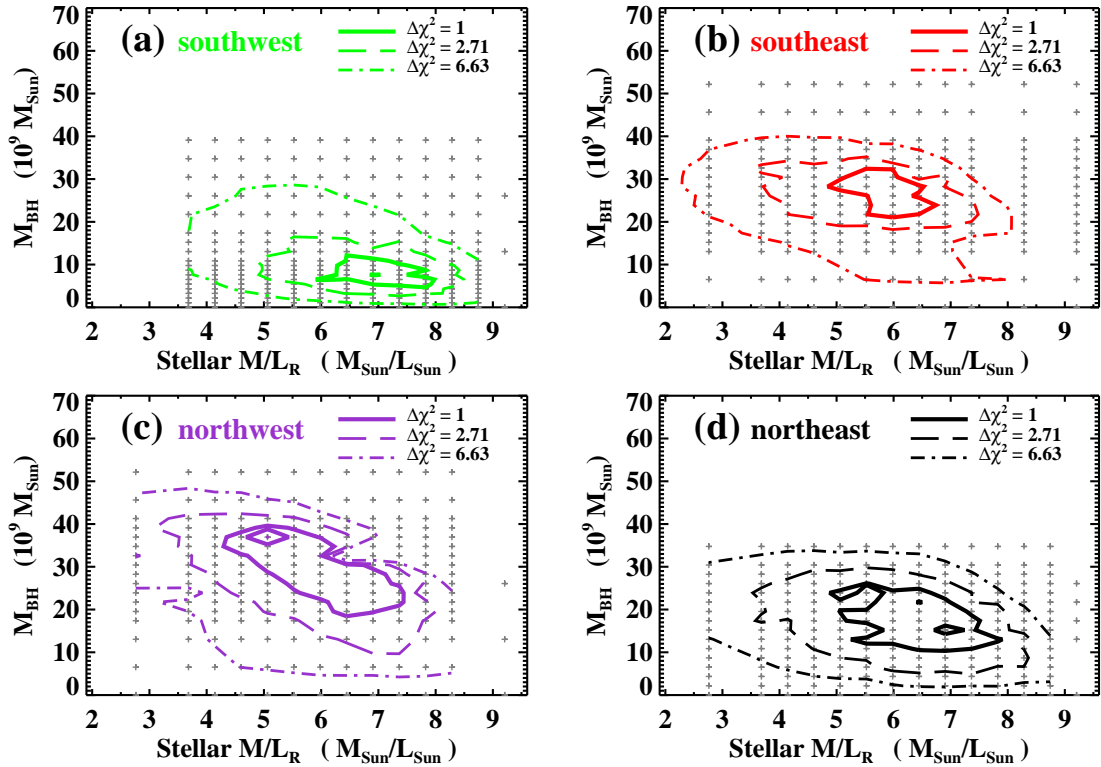 (a) southwest
Δχ² = 1
Δχ² = 2.71
Δχ² = 6.63
M_BH (10⁹ M_Sun)
70
60
50
40
30
20
10
0
2 3 4 5 6 7 8 9
Stellar M/L_R ( M_Sun/L_Sun )
(b) southeast
Δχ² = 1
Δχ² = 2.71
Δχ² = 6.63
M_BH (10⁹ M_Sun)
70
60
50
40
30
20
10
0
2 3 4 5 6 7 8 9
Stellar M/L_R ( M_Sun/L_Sun )
(c) northwest
Δχ² = 1
Δχ² = 2.71
Δχ² = 6.63
M_BH (10⁹ M_Sun)
70
60
50
40
30
20
10
0
2 3 4 5 6 7 8 9
Stellar M/L_R ( M_Sun/L_Sun )
(d) northeast
Δχ² = 1
Δχ² = 2.71
Δχ² = 6.63
M_BH (10⁹ M_Sun)
70
60
50
40
30
20
10
0
2 3 4 5 6 7 8 9
Stellar M/L_R ( M_Sun/L_Sun )